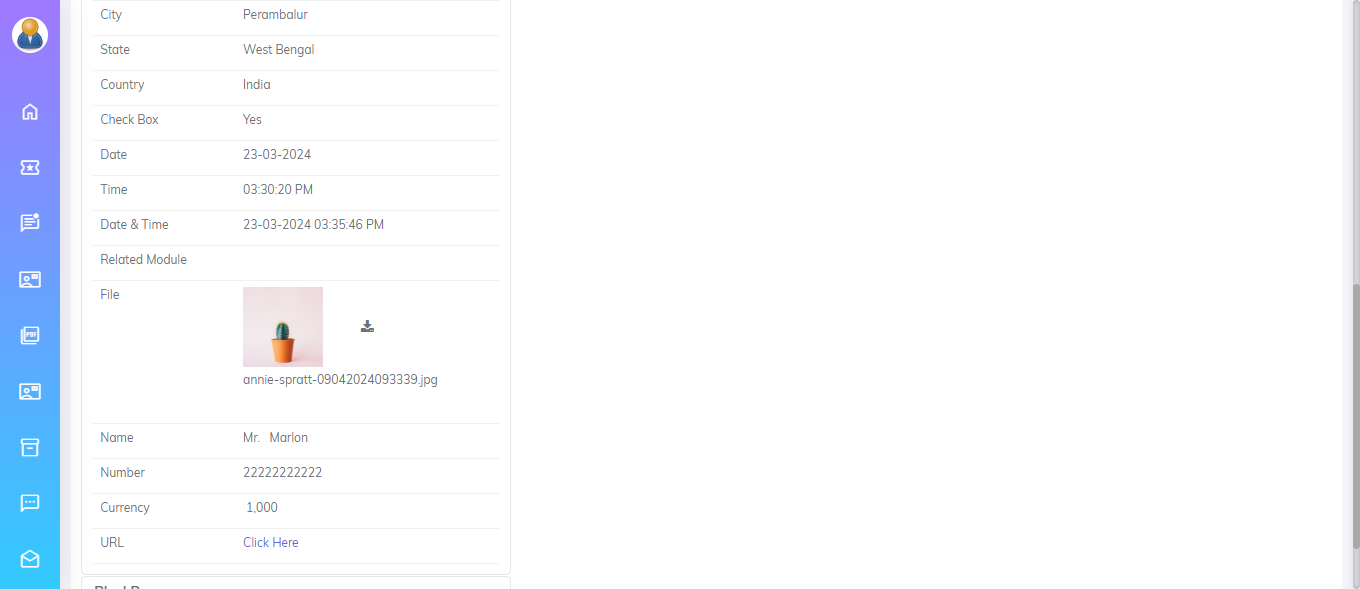 City Perambalur
State West Bengal
Country India
Check Box Yes
Date 23-03-2024
Time 03:30:20 PM
Date & Time 23-03-2024 03:35:46 PM
Related Module
File
PDF
annie-spratt-09042024093339.jpg
Name Mr. Marlon
Number 22222222222
Currency 1,000
URL Click Here